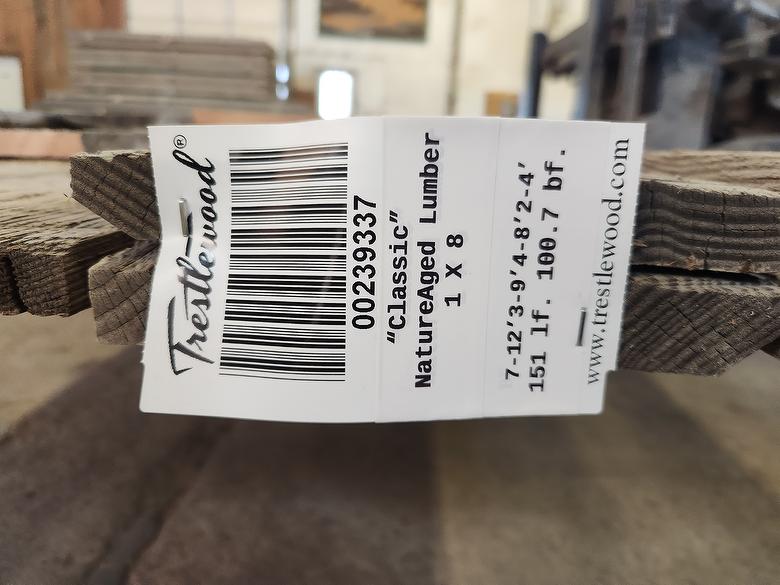 Trestlewood®
00239337
“Classic”
NatureAged Lumber
1 X 8
7-12’3-9’4-8’2-4’
151 lf. 100.7 bf.
www.trestlewood.com